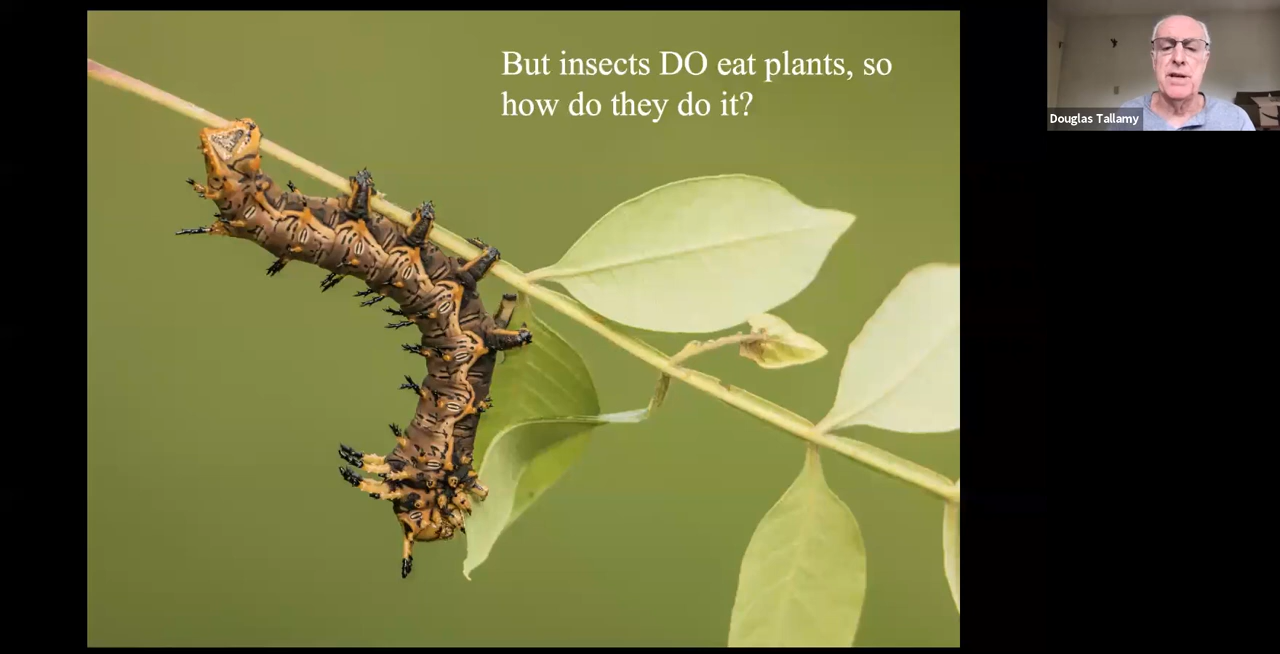 But insects DO eat plants, so
how do they do it?
Douglas Tallamy